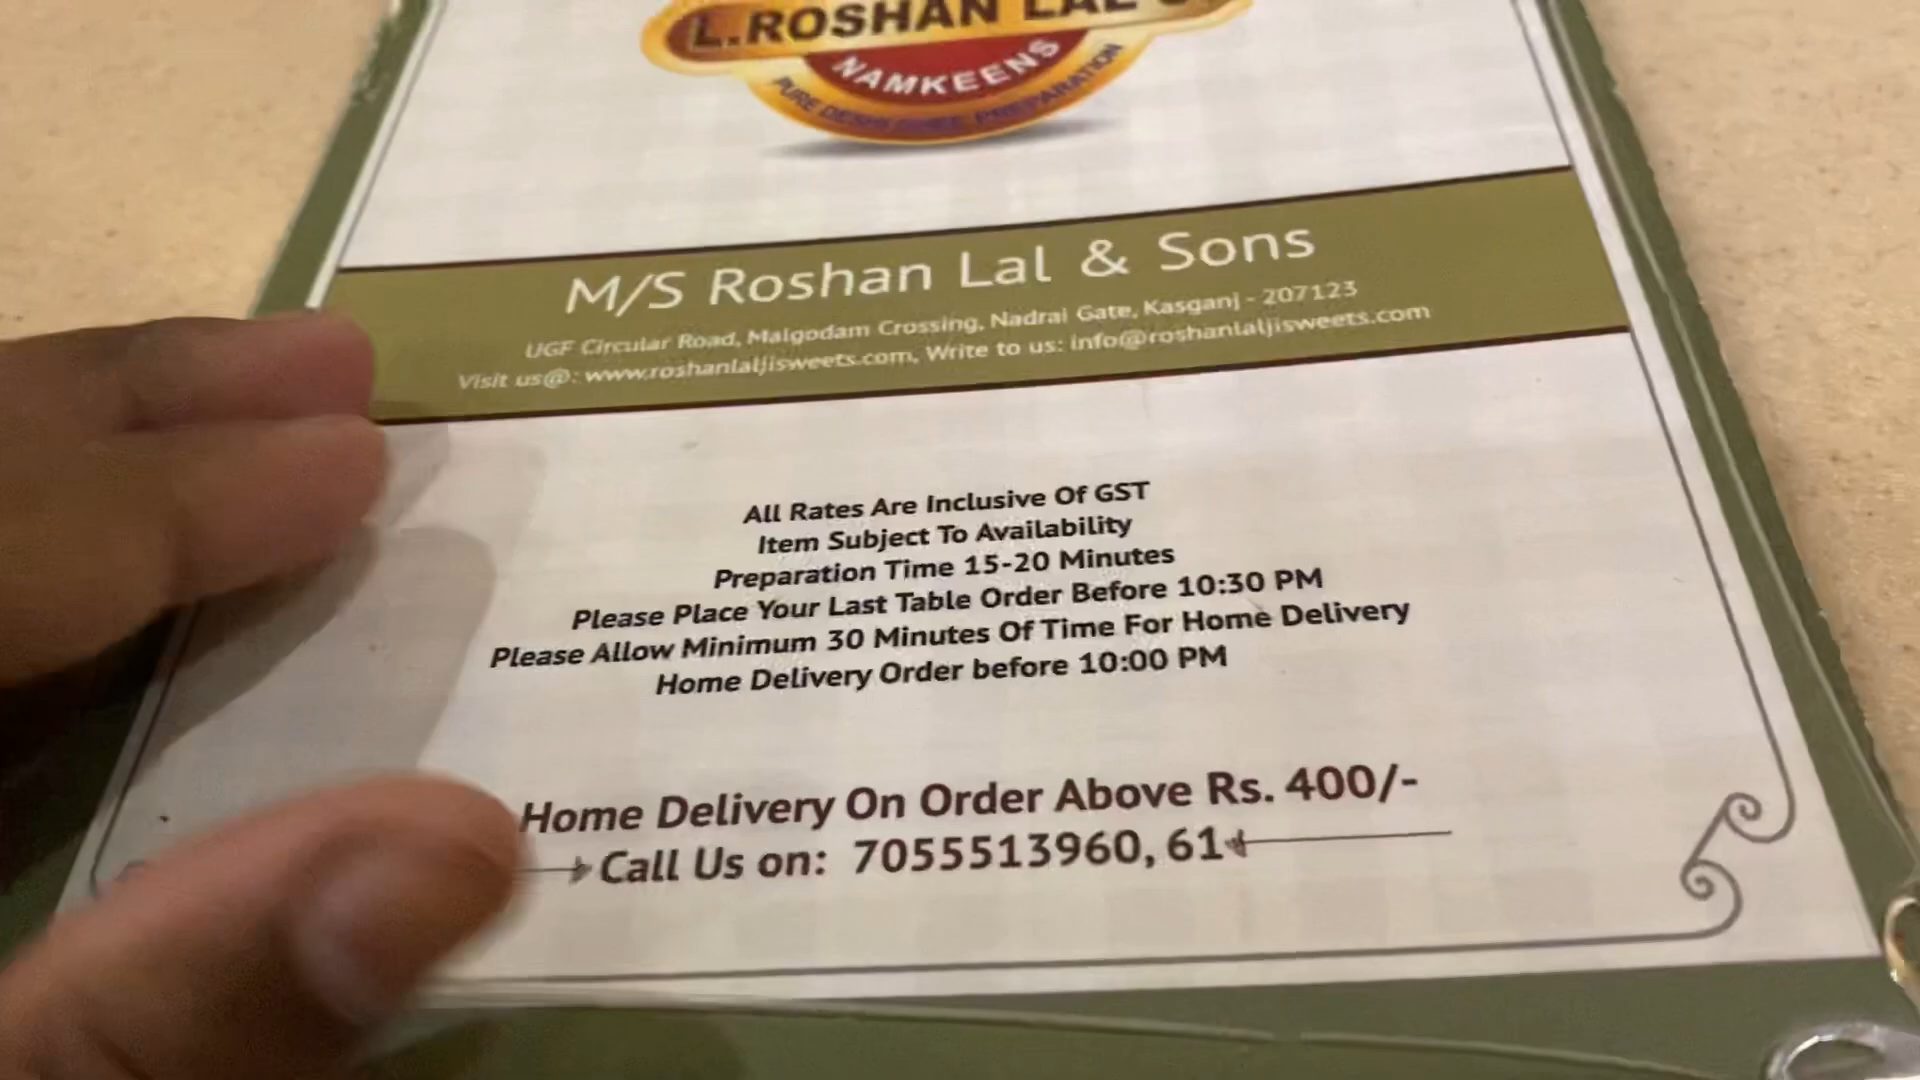 L.ROSHAN LAL
NAMKEENS
PURE DESHI GHEE PREPARATION
M/S Roshan Lal & Sons
UGF Circular Road, Malgodam Crossing, Nadrai Gate, Kasganj - 207123
Visit us@: www.roshanlaljisweets.com, Write to us: info@roshanlaljisweets.com
All Rates Are Inclusive Of GST
Item Subject To Availability
Preparation Time 15-20 Minutes
Please Place Your Last Table Order Before 10:30 PM
Please Allow Minimum 30 Minutes Of Time For Home Delivery
Home Delivery Order before 10:00 PM
Home Delivery On Order Above Rs. 400/-
Call Us on: 7055513960, 61